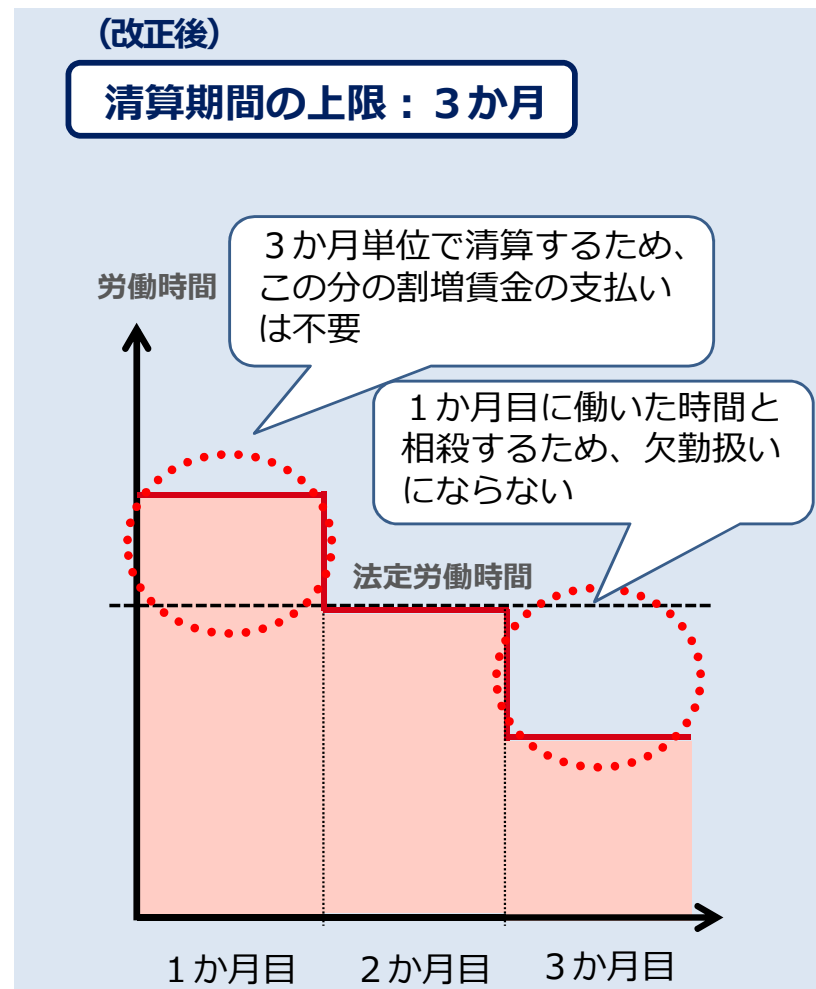 （改正後）
清算期間の上限：３か月
３か月単位で清算するため、
この分の割増賃金の支払い
は不要
労働時間
１か月目に働いた時間と
相殺するため、欠勤扱い
にならない
法定労働時間
１か月目
２か月目
３か月目